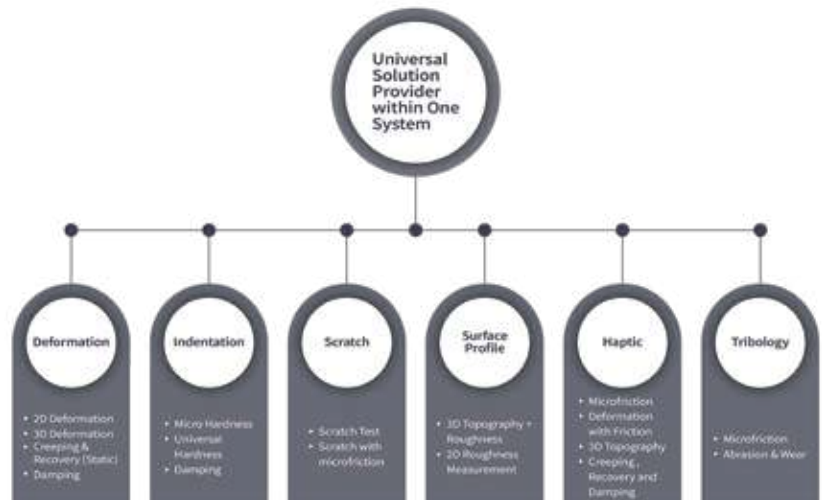 Universal
Solution
Provider
within One
System
Deformation
• 2D Deformation
• 3D Deformation
• Creeping &
Recovery (Static)
• Damping
Indentation
• Micro Hardness
• Universal
Hardness
• Damping
Scratch
• Scratch Test
• Scratch with
microfriction
Surface
Profile
• 3D Topography +
Roughness
• 2D Roughness
Measurement
Haptic
• Microfriction
• Deformation
with Friction
• 3D Topography
• Creeping,
Recovery and
Damping
Tribology
• Microfriction
• Abrasion & Wear